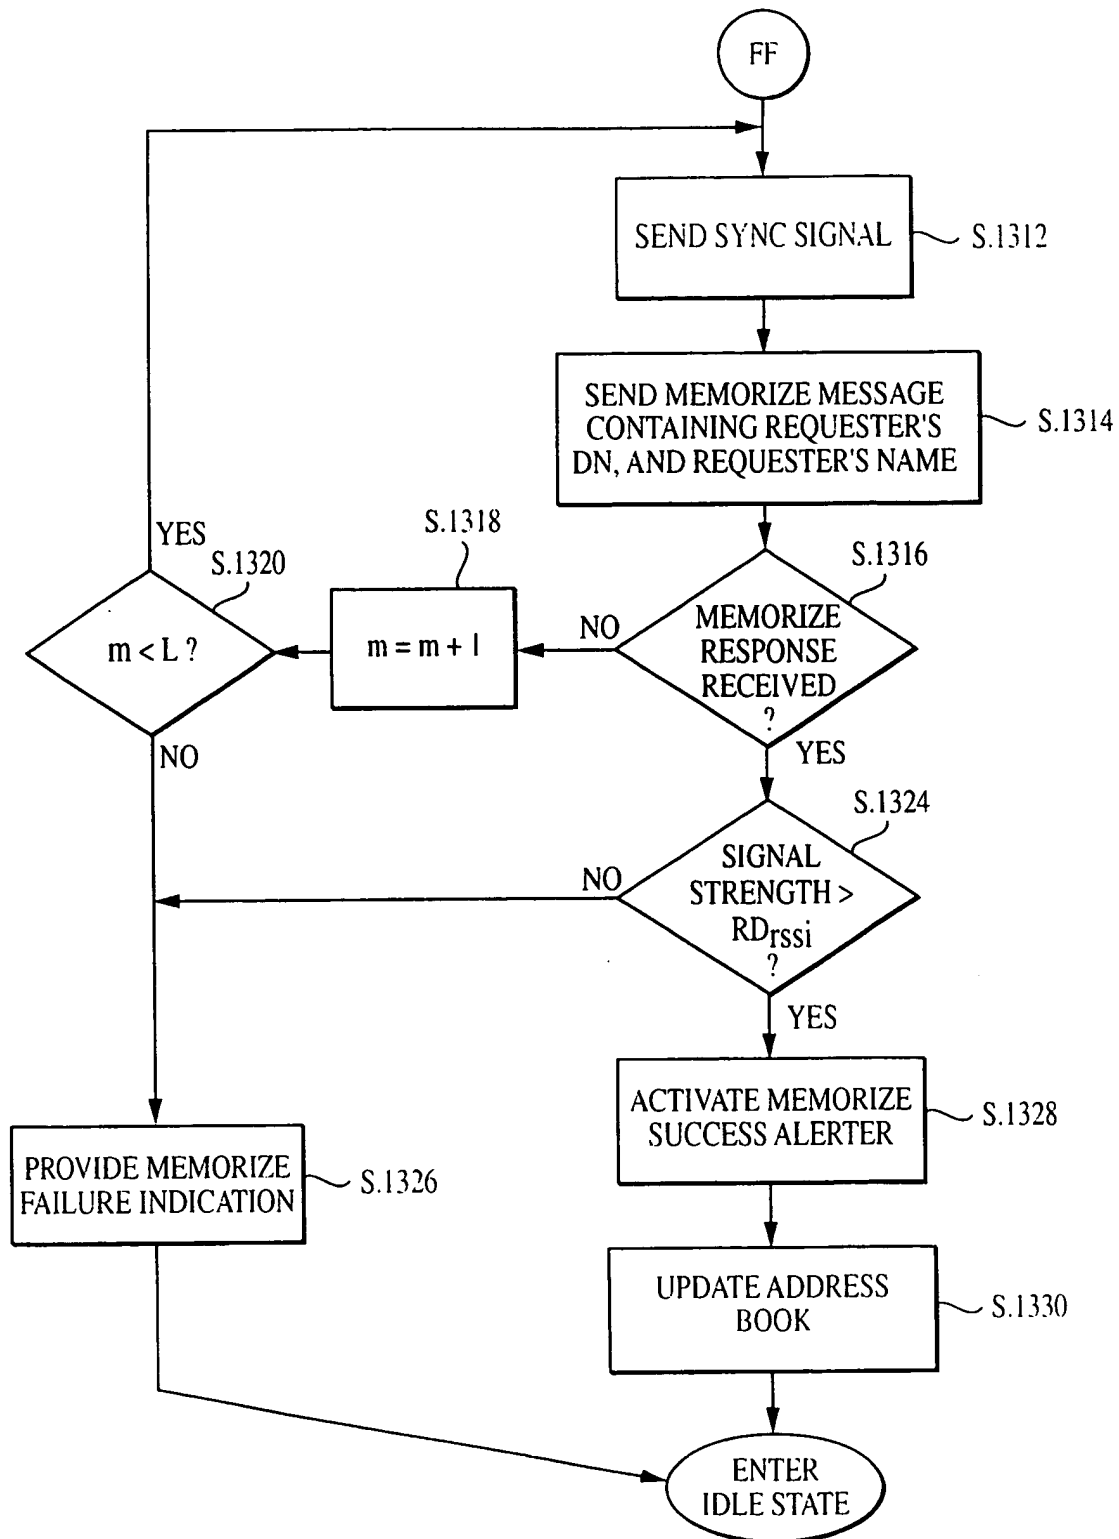 FF
SEND SYNC SIGNAL
S.1312
SEND MEMORIZE MESSAGE
CONTAINING REQUESTER'S
DN, AND REQUESTER'S NAME
S.1314
YES
S.1320
m < L ?
NO
S.1318
m = m + 1
NO
S.1316
MEMORIZE
RESPONSE
RECEIVED
?
YES
S.1324
NO
SIGNAL
STRENGTH >
RDrssi
?
YES
ACTIVATE MEMORIZE
SUCCESS ALERTER
S.1328
PROVIDE MEMORIZE
FAILURE INDICATION
S.1326
UPDATE ADDRESS
BOOK
S.1330
ENTER
IDLE STATE